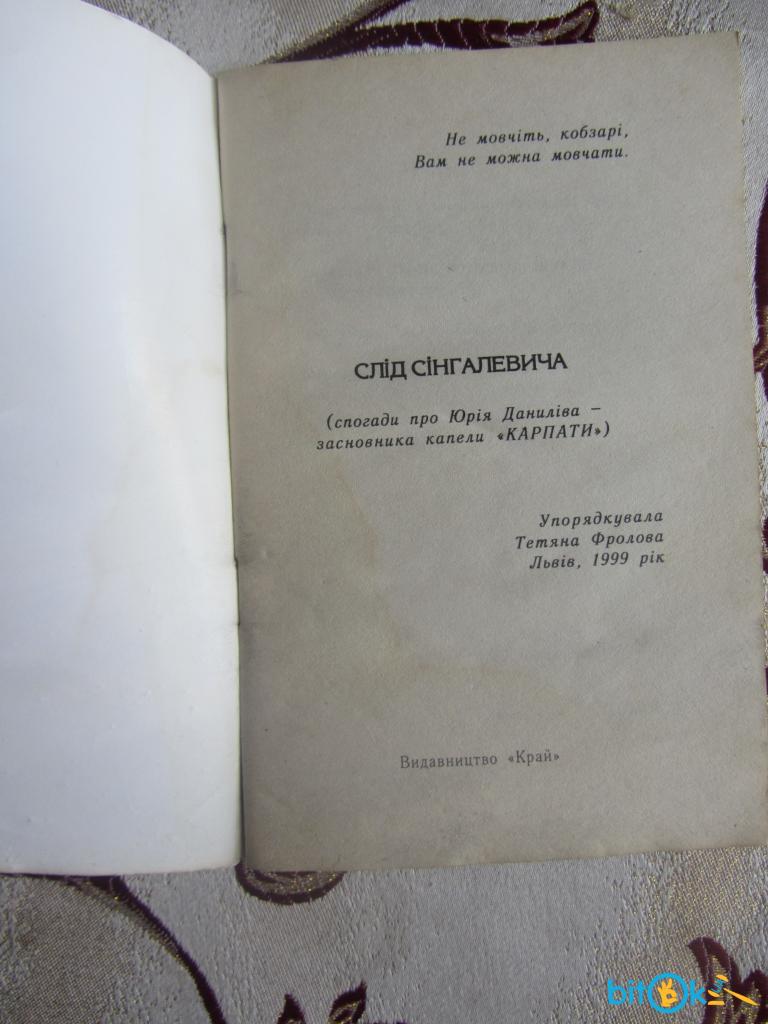 Не мовчіть, кобзарі,
Вам не можна мовчати.
СЛІД СІНГАЛЕВИЧА
(спогади про Юрія Даниліва –
засновника капели «КАРПАТИ»)
Упорядкувала
Тетяна Фролова
Львів, 1999 рік
Видавництво «Край»
bitOk